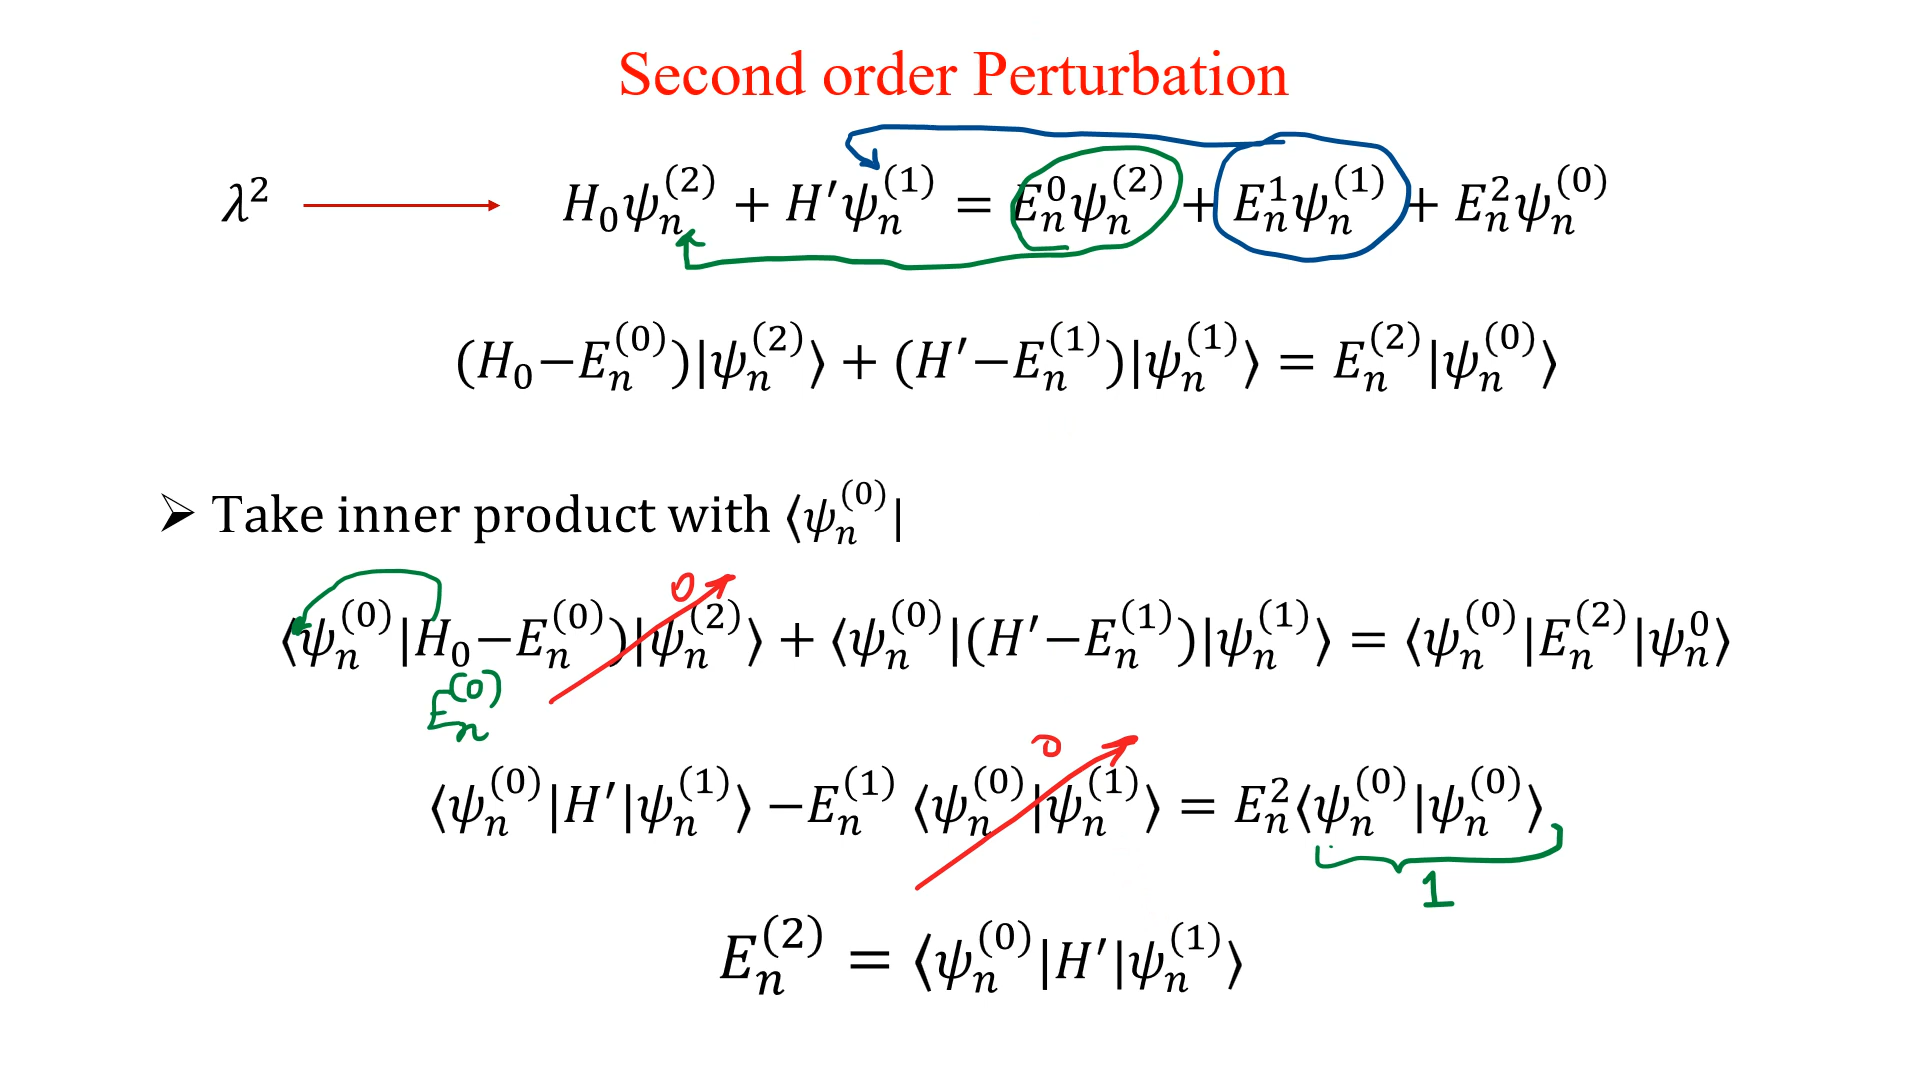 Second order Perturbation
λ² ⟶ H₀ψₙ⁽²⁾ + H′ψₙ⁽¹⁾ = Eₙ⁰ψₙ⁽²⁾ + Eₙ¹ψₙ⁽¹⁾ + Eₙ²ψₙ⁽⁰⁾
(H₀−Eₙ⁽⁰⁾)|ψₙ⁽²⁾⟩ + (H′−Eₙ⁽¹⁾)|ψₙ⁽¹⁾⟩ = Eₙ⁽²⁾|ψₙ⁽⁰⁾⟩
➢ Take inner product with ⟨ψₙ⁽⁰⁾|
0
⟨ψₙ⁽⁰⁾|H₀−Eₙ⁽⁰⁾)|ψₙ⁽²⁾⟩ + ⟨ψₙ⁽⁰⁾|(H′−Eₙ⁽¹⁾)|ψₙ⁽¹⁾⟩ = ⟨ψₙ⁽⁰⁾|Eₙ⁽²⁾|ψₙ⁰⟩
Eₙ⁽⁰⁾
0
⟨ψₙ⁽⁰⁾|H′|ψₙ⁽¹⁾⟩ −Eₙ⁽¹⁾ ⟨ψₙ⁽⁰⁾|ψₙ⁽¹⁾⟩ = Eₙ²⟨ψₙ⁽⁰⁾|ψₙ⁽⁰⁾⟩
1
Eₙ⁽²⁾ = ⟨ψₙ⁽⁰⁾|H′|ψₙ⁽¹⁾⟩